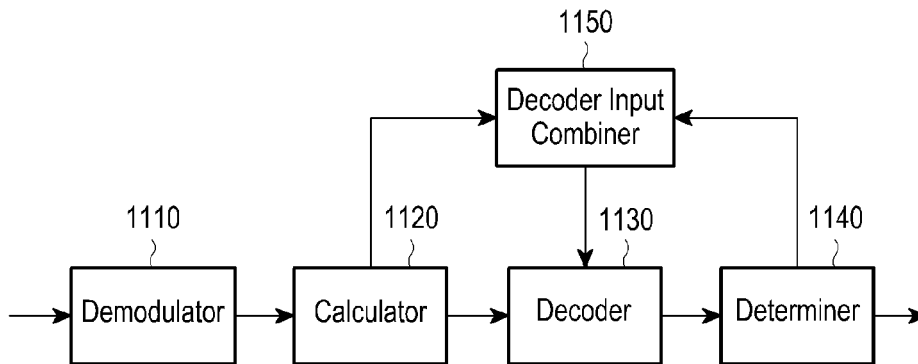 1150
Decoder Input
Combiner
1110
1120
1130
1140
Demodulator
Calculator
Decoder
Determiner